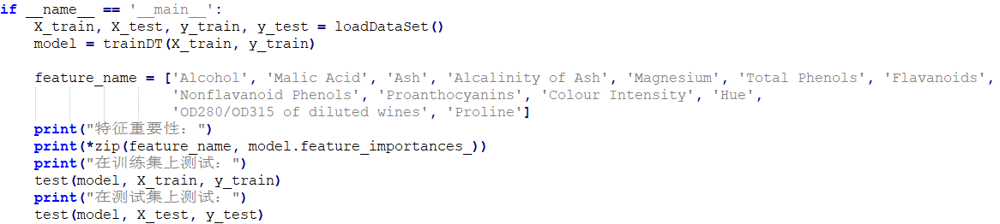 if __name__ == '__main__':
    X_train, X_test, y_train, y_test = loadDataSet()
    model = trainDT(X_train, y_train)
    feature_name = ['Alcohol', 'Malic Acid', 'Ash', 'Alcalinity of Ash', 'Magnesium', 'Total Phenols', 'Flavanoids',
                    'Nonflavanoid Phenols', 'Proanthocyanins', 'Colour Intensity', 'Hue',
                    'OD280/OD315 of diluted wines', 'Proline']
    print("特征重要性：")
    print(*zip(feature_name, model.feature_importances_))
    print("在训练集上测试：")
    test(model, X_train, y_train)
    print("在测试集上测试：")
    test(model, X_test, y_test)